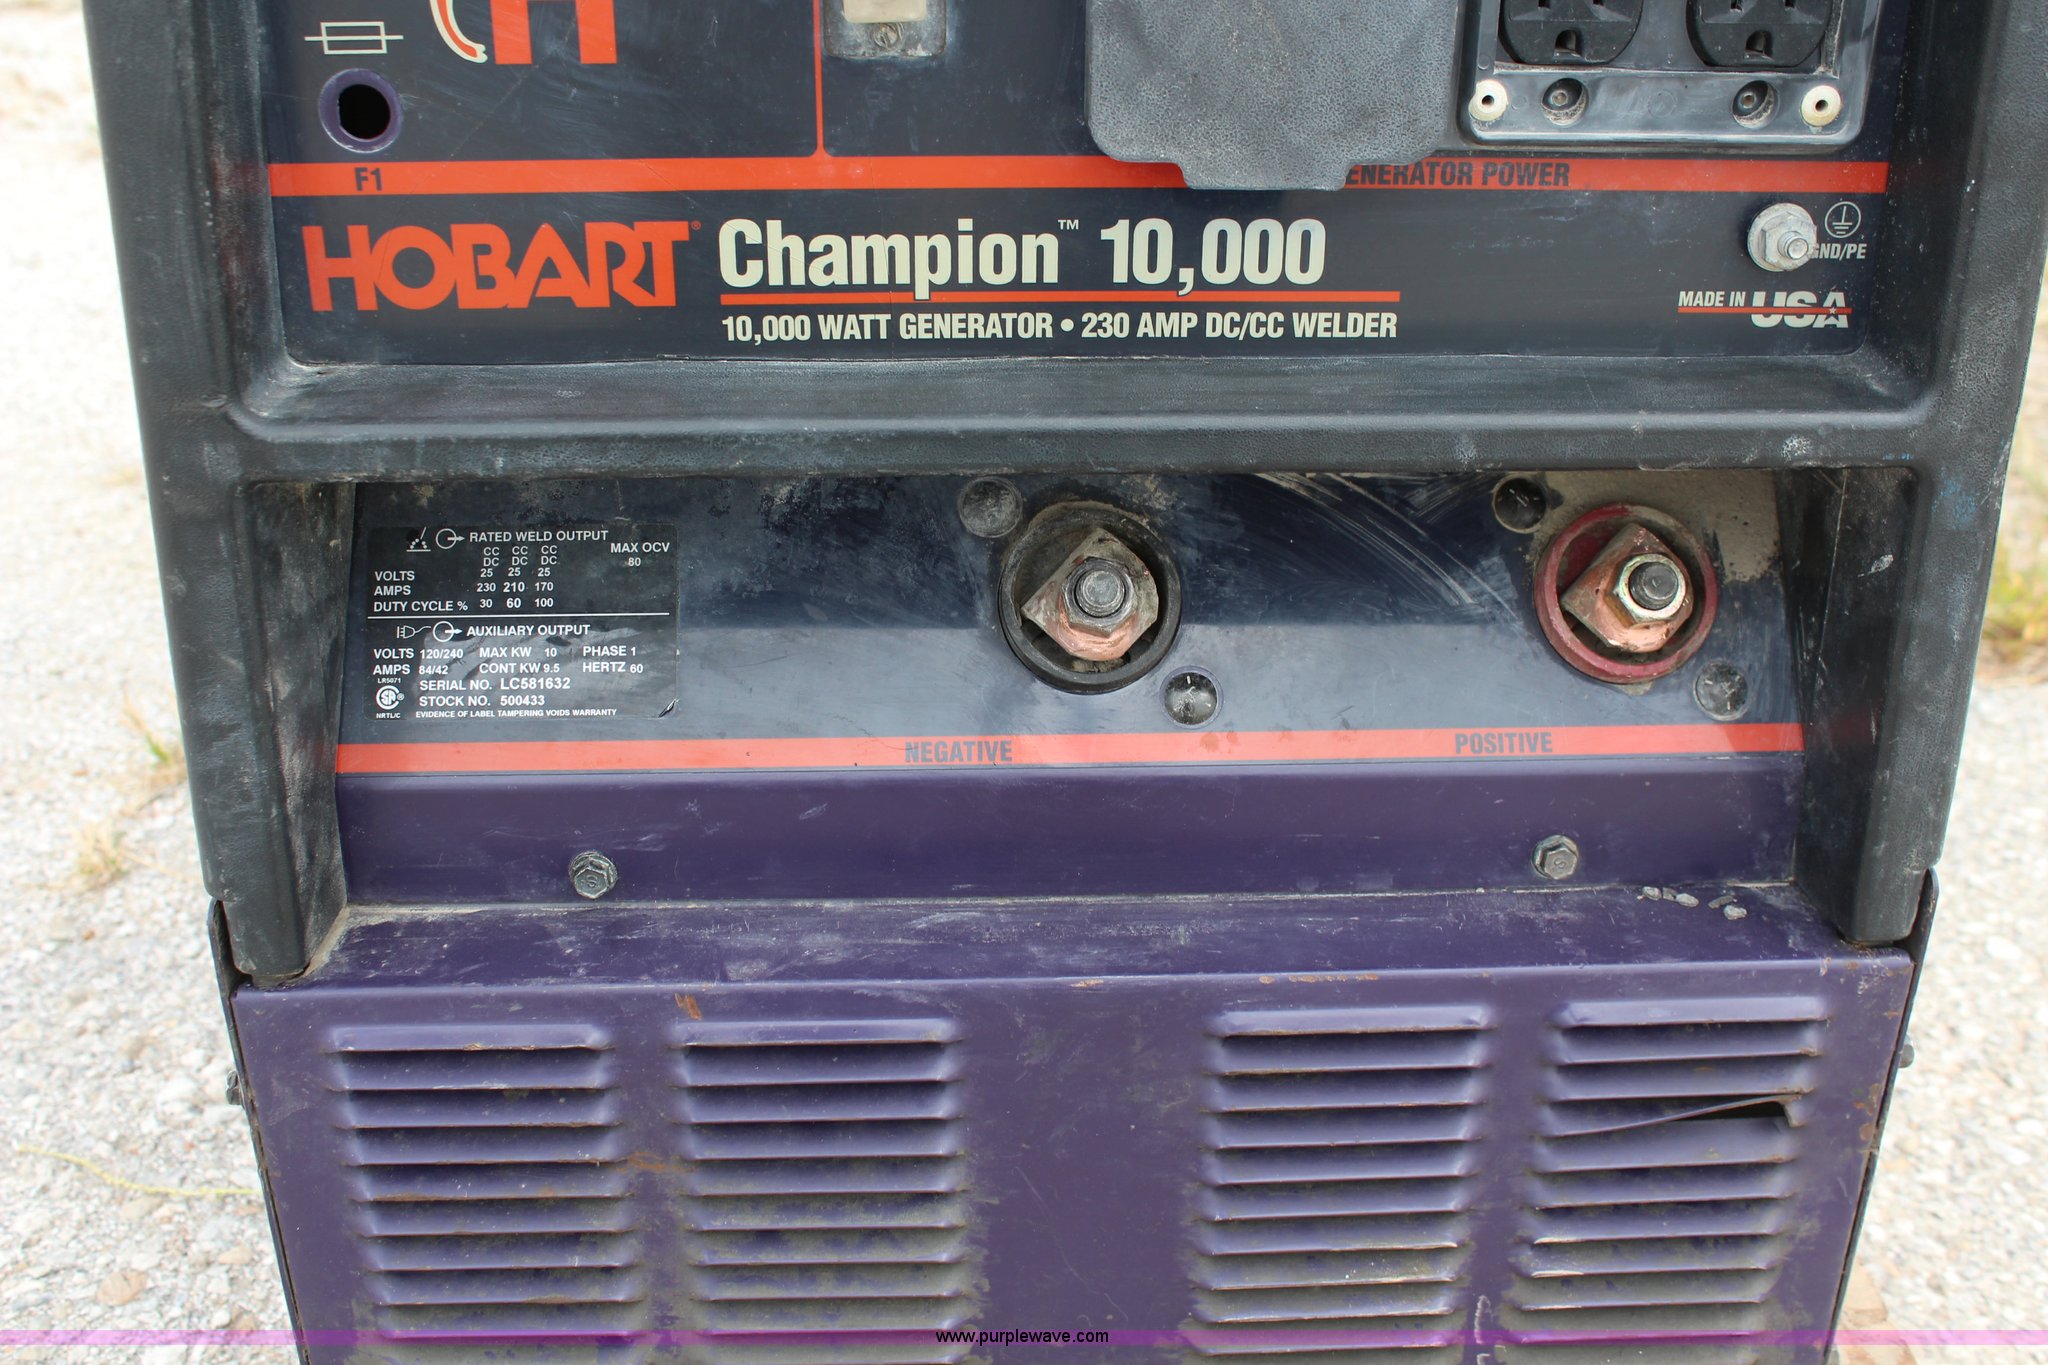 F1
ENERATOR POWER
HOBART® Champion™ 10,000
10,000 WATT GENERATOR • 230 AMP DC/CC WELDER
GND/PE
MADE IN USA
RATED WELD OUTPUT
CC CC CC MAX OCV
DC DC DC 80
VOLTS 25 25 25
AMPS 230 210 170
DUTY CYCLE % 30 60 100
AUXILIARY OUTPUT
VOLTS 120/240 MAX KW 10 PHASE 1
AMPS 84/42 CONT KW 9.5 HERTZ 60
LR5071
SERIAL NO. LC581632
STOCK NO. 500433
NRTL/C EVIDENCE OF LABEL TAMPERING VOIDS WARRANTY
NEGATIVE
POSITIVE
www.purplewave.com